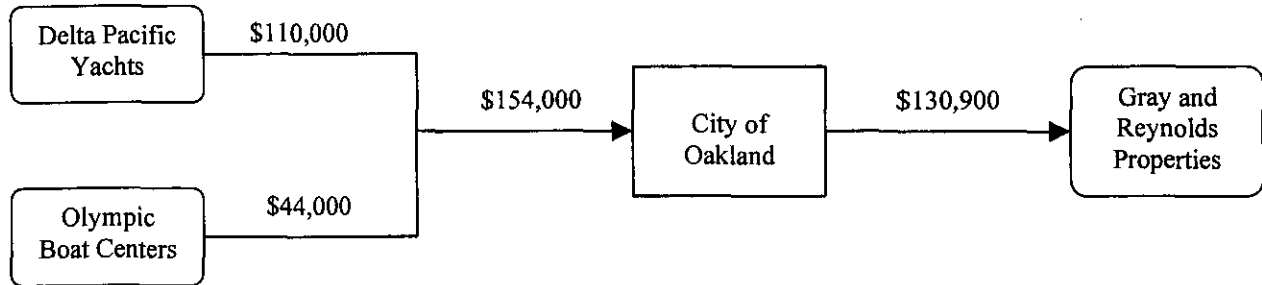 Delta Pacific
Yachts
$110,000
$154,000
City of
Oakland
$130,900
Gray and
Reynolds
Properties
$44,000
Olympic
Boat Centers